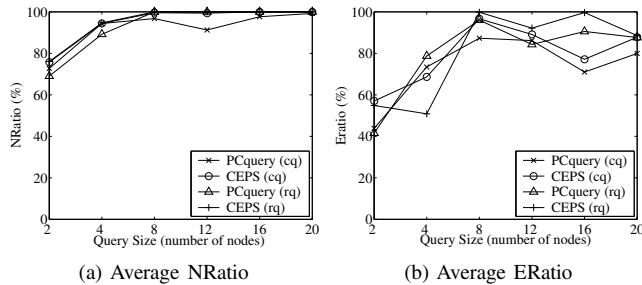 100
80
60
40
20
0
NRatio (%)
PCquery (cq)
CEPS (cq)
PCquery (rq)
CEPS (rq)
2 4 8 12 16 20
Query Size (number of nodes)
(a) Average NRatio
100
80
60
40
20
0
Eratio (%)
PCquery (cq)
CEPS (cq)
PCquery (rq)
CEPS (rq)
2 4 8 12 16 20
Query Size (number of nodes)
(b) Average ERatio